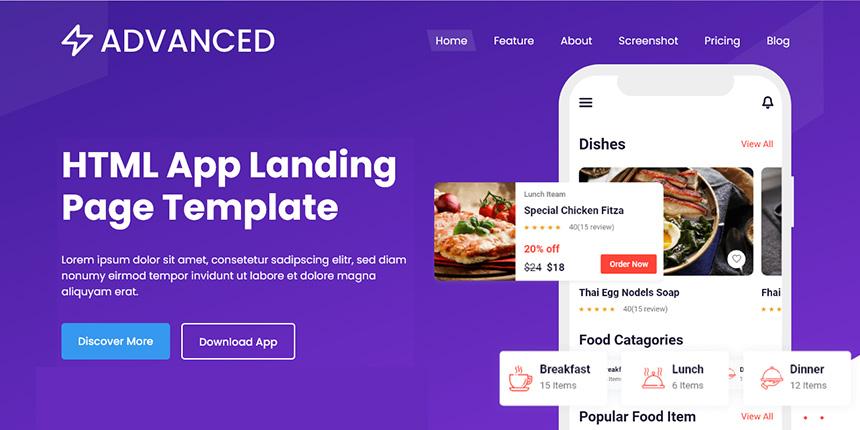 ADVANCED
Home
Feature
About
Screenshot
Pricing
Blog
HTML App Landing
Page Template
Lorem ipsum dolor sit amet, consetetur sadipscing elitr, sed diam
nonumy eirmod tempor invidunt ut labore et dolore magna
aliquyam erat.
Discover More
Download App
Dishes
View All
Lunch Iteam
Special Chicken Fitza
40(15 review)
20% off
$24 $18
Order Now
Thai Egg Nodels Soap
40(15 review)
Fhai
Food Catagories
Breakfast
15 Items
Lunch
6 Items
Dinner
12 Items
Popular Food Item
View All